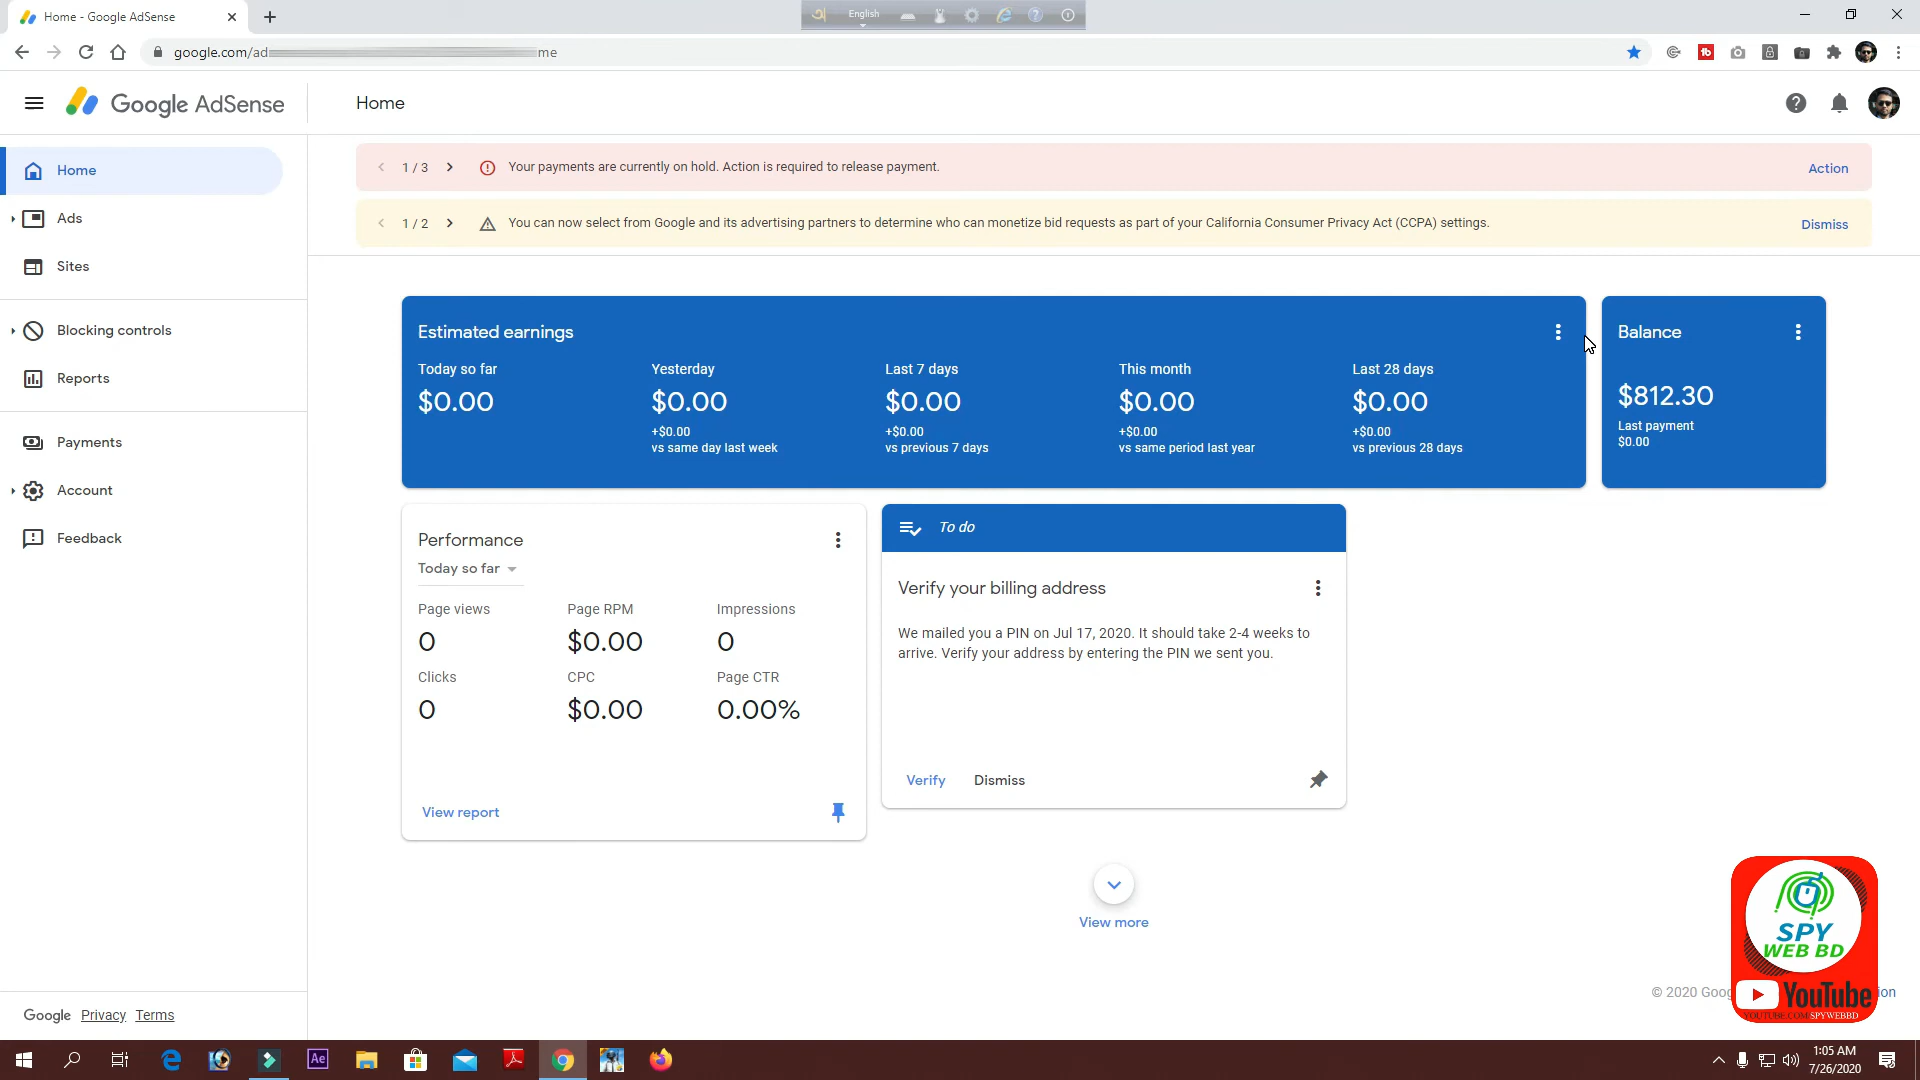 Home - Google AdSense
English
google.com/ad
me
Google AdSense
Home
Home
Ads
Sites
Blocking controls
Reports
Payments
Account
Feedback
1 / 3
Your payments are currently on hold. Action is required to release payment.
Action
1 / 2
You can now select from Google and its advertising partners to determine who can monetize bid requests as part of your California Consumer Privacy Act (CCPA) settings.
Dismiss
Estimated earnings
Today so far
$0.00
Yesterday
$0.00
+$0.00
vs same day last week
Last 7 days
$0.00
+$0.00
vs previous 7 days
This month
$0.00
+$0.00
vs same period last year
Last 28 days
$0.00
+$0.00
vs previous 28 days
Balance
$812.30
Last payment
$0.00
Performance
Today so far
Page views
0
Page RPM
$0.00
Impressions
0
Clicks
0
CPC
$0.00
Page CTR
0.00%
View report
To do
Verify your billing address
We mailed you a PIN on Jul 17, 2020. It should take 2-4 weeks to
arrive. Verify your address by entering the PIN we sent you.
Verify
Dismiss
View more
SPY
WEB BD
YouTube
YOUTUBE.COM/SPYWEBBD
© 2020 Goog
ion
Google
Privacy
Terms
Ae
1:05 AM
7/26/2020